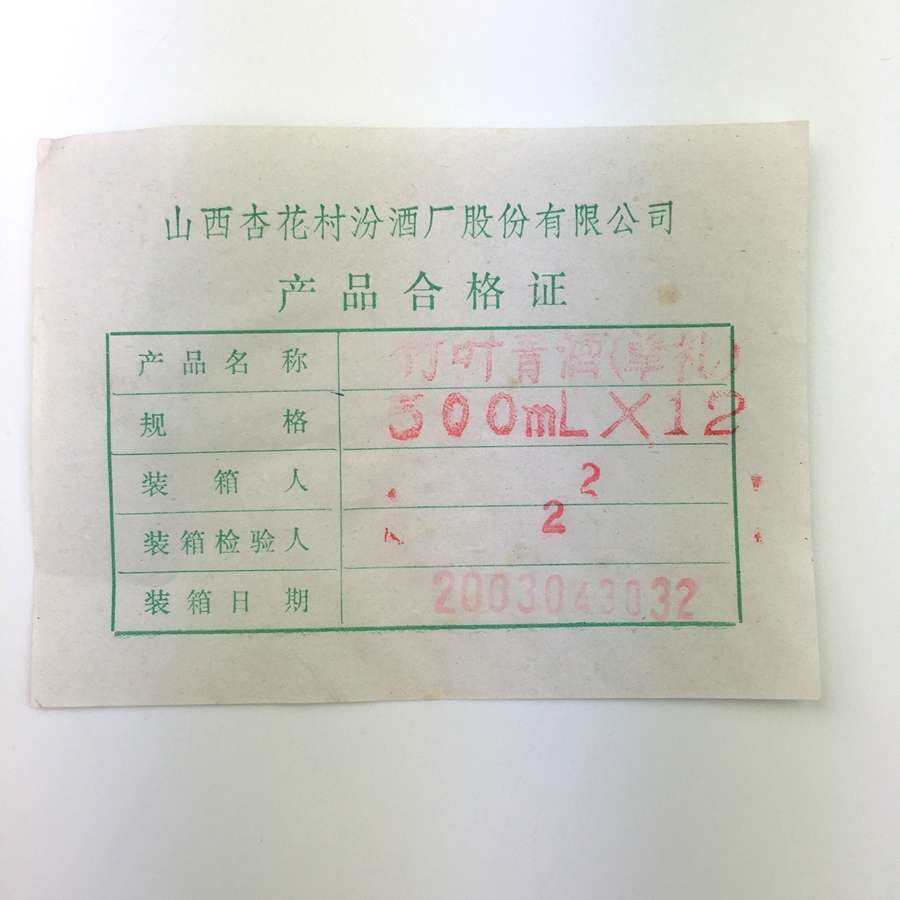 山西杏花村汾酒厂股份有限公司
产品合格证
产品名称 竹叶青酒(单扎)
规格 500mL×12
装箱人 2
装箱检验人 2
装箱日期 2003043032